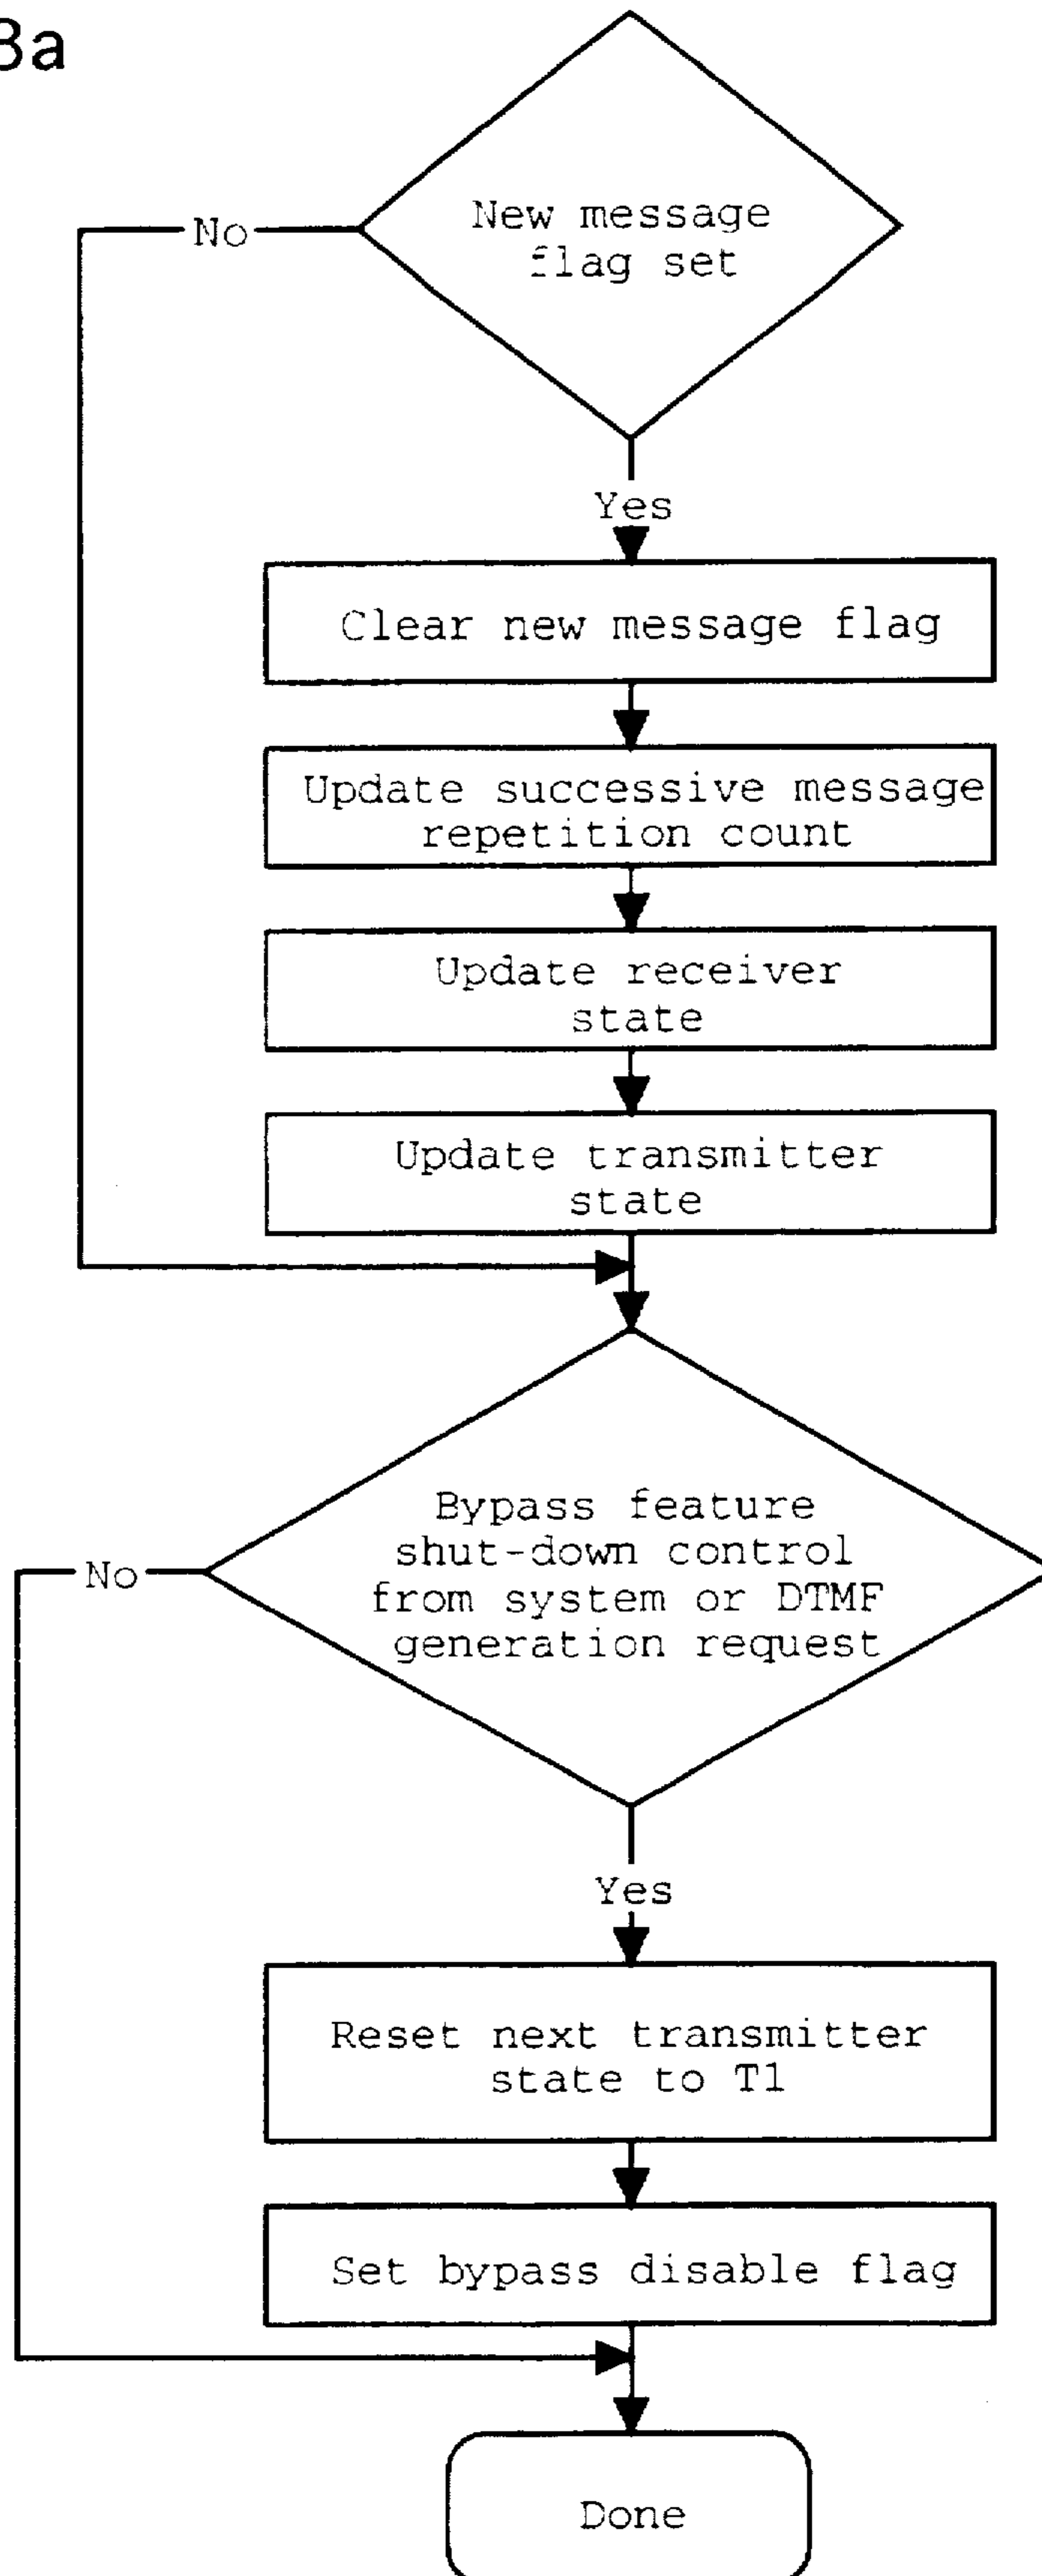 3a
New message
flag set
No
Yes
Clear new message flag
Update successive message
repetition count
Update receiver
state
Update transmitter
state
Bypass feature
shut-down control
from system or DTMF
generation request
No
Yes
Reset next transmitter
state to T1
Set bypass disable flag
Done